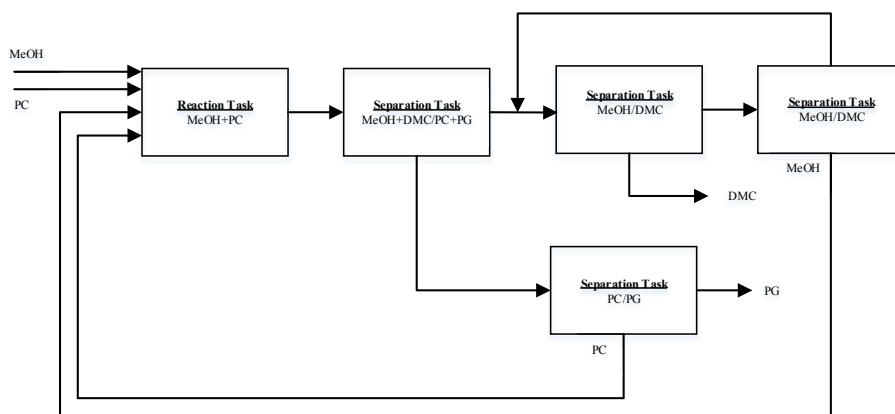 MeOH
PC
Reaction Task
MeOH+PC
Separation Task
MeOH+DMC/PC+PG
Separation Task
MeOH/DMC
Separation Task
MeOH/DMC
MeOH
DMC
Separation Task
PC/PG
PG
PC